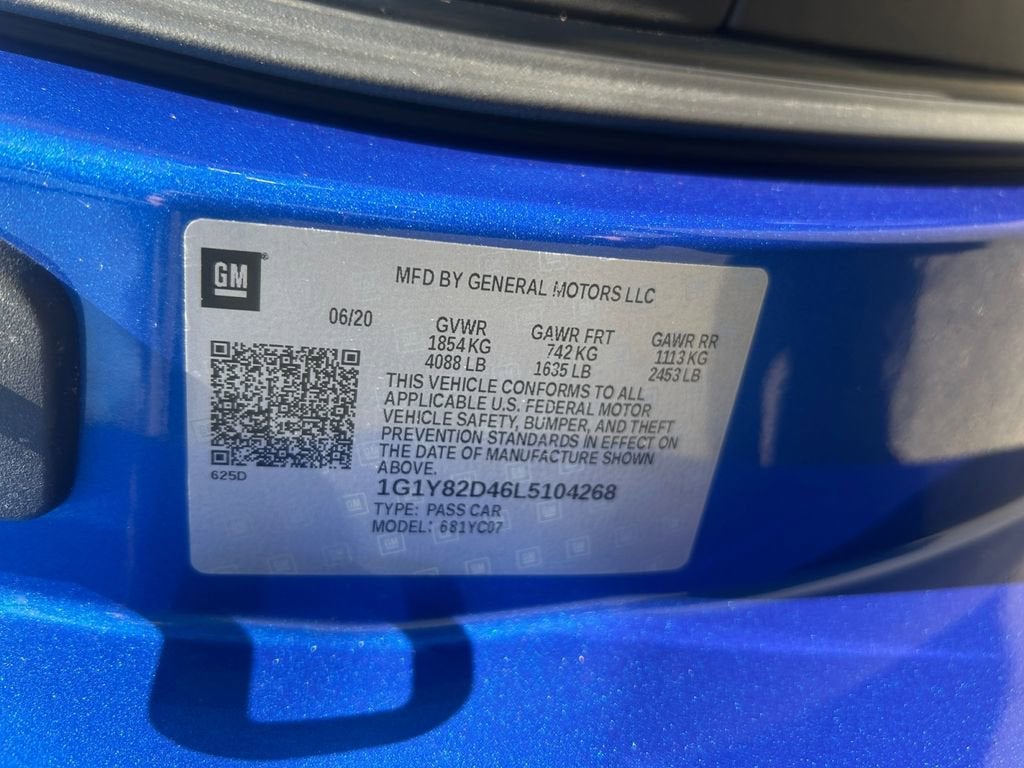 GM
MFD BY GENERAL MOTORS LLC
06/20
GVWR
1854 KG
4088 LB
GAWR FRT
742 KG
1635 LB
GAWR RR
1113 KG
2453 LB
THIS VEHICLE CONFORMS TO ALL
APPLICABLE U.S. FEDERAL MOTOR
VEHICLE SAFETY, BUMPER, AND THEFT
PREVENTION STANDARDS IN EFFECT ON
THE DATE OF MANUFACTURE SHOWN
ABOVE.
625D
1G1Y82D46L5104268
TYPE: PASS CAR
MODEL: 681YC07